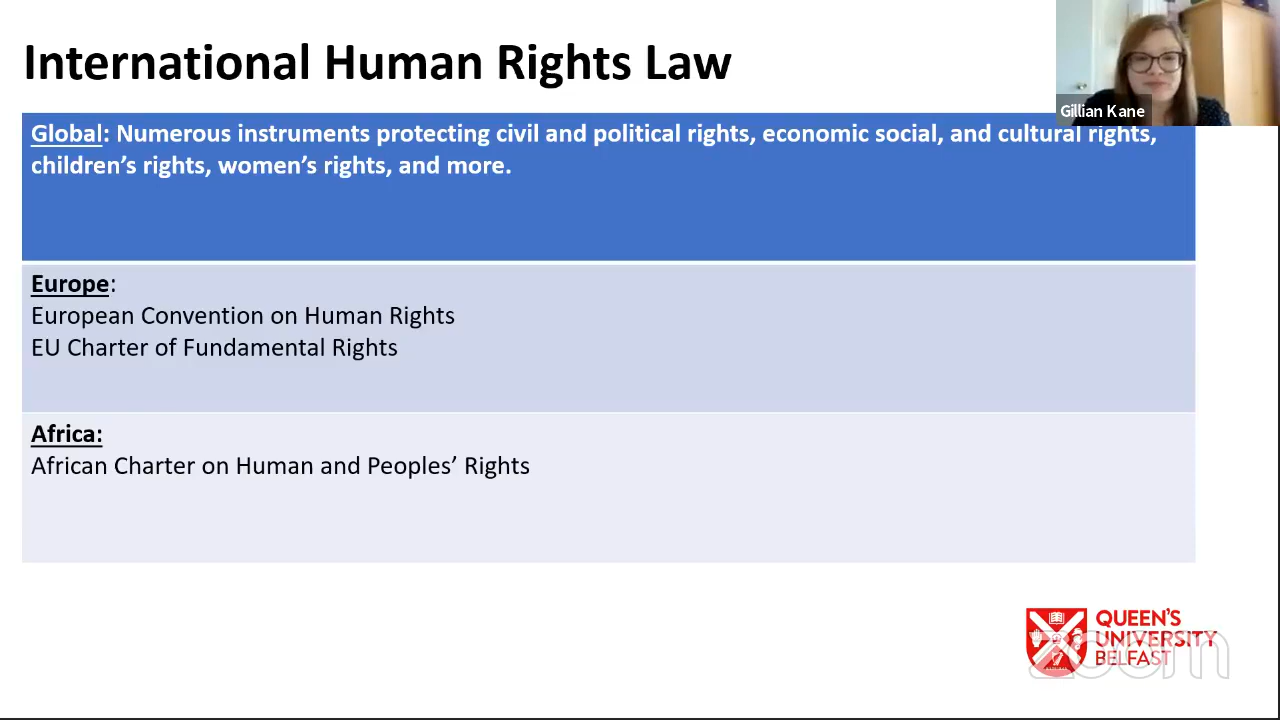 International Human Rights Law
Gillian Kane
Global: Numerous instruments protecting civil and political rights, economic social, and cultural rights,
children’s rights, women’s rights, and more.
Europe:
European Convention on Human Rights
EU Charter of Fundamental Rights
Africa:
African Charter on Human and Peoples’ Rights
QUEEN'S
UNIVERSITY
BELFAST
zoom